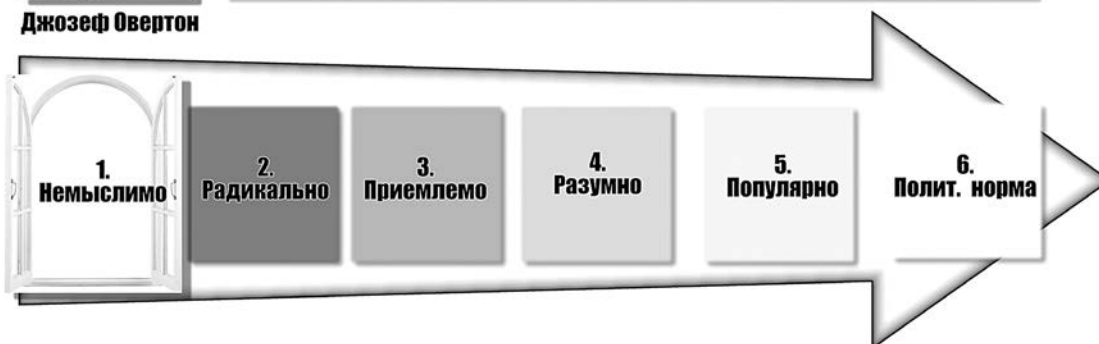 Джозеф Овертон
1.
Немыслимо
2.
Радикально
3.
Приемлемо
4.
Разумно
5.
Популярно
6.
Полит. норма